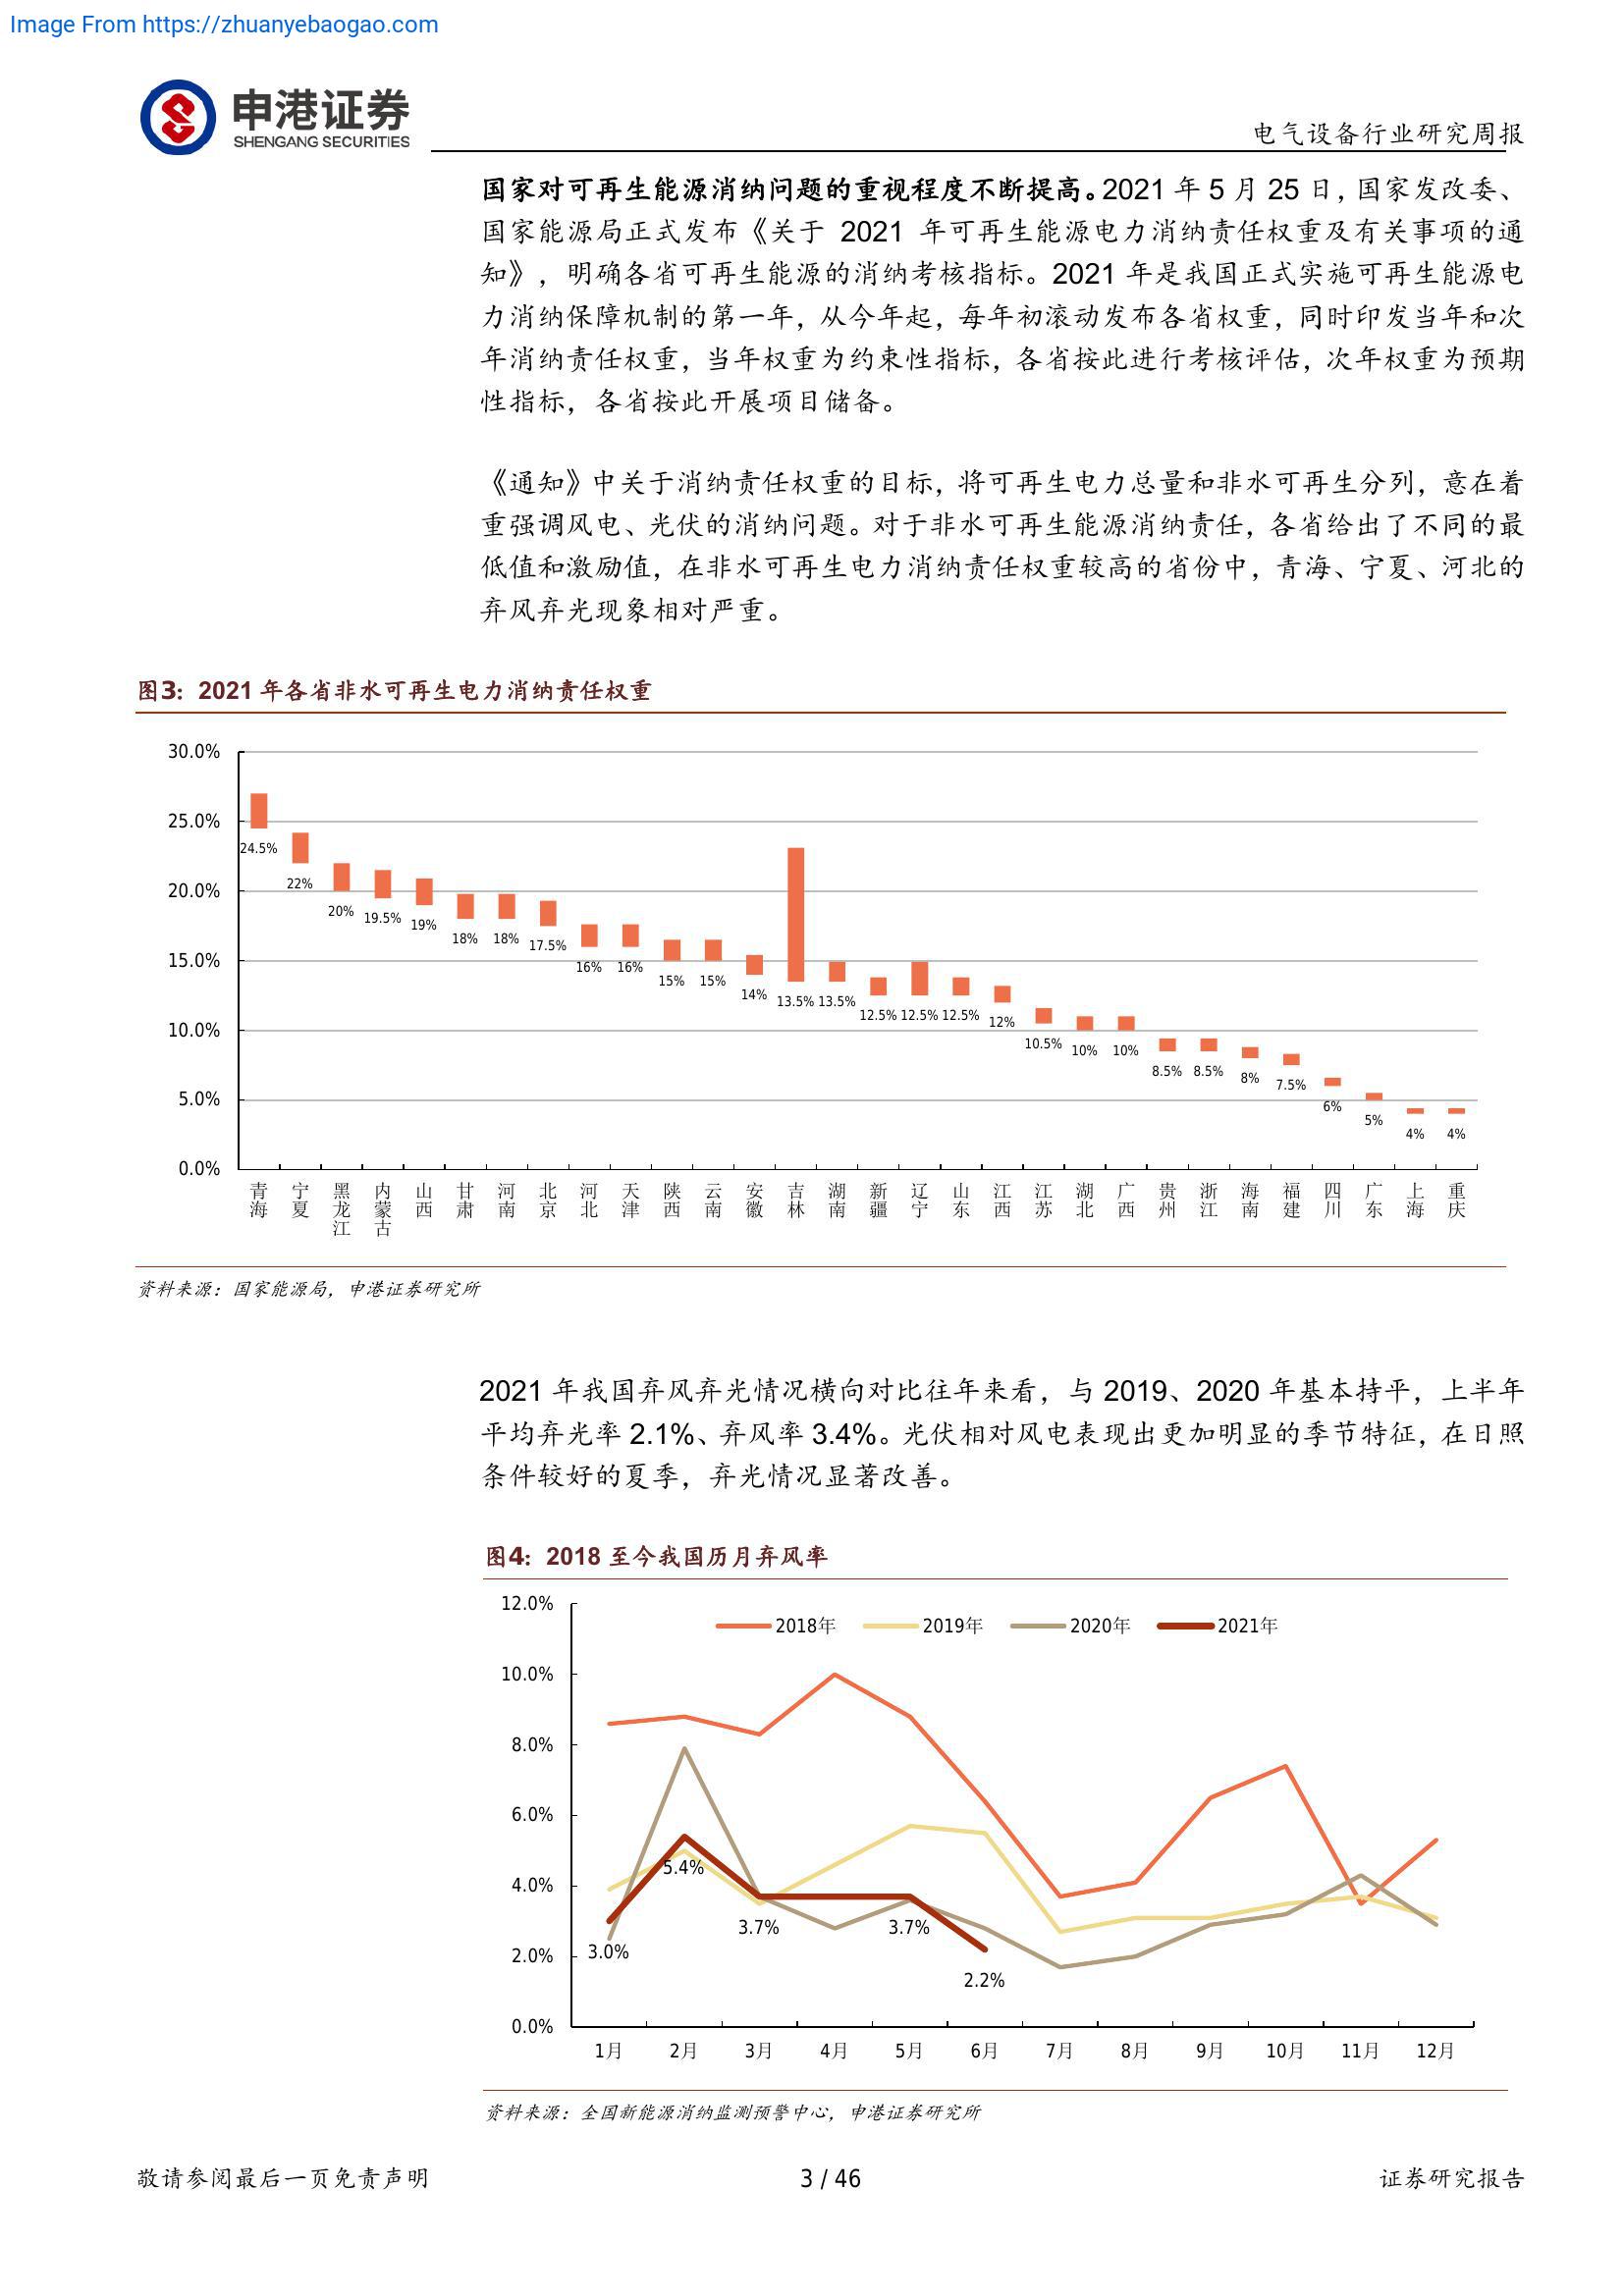 Image From https://zhuanyebaogao.com
申港证券
SHENGANG SECURITIES
电气设备行业研究周报
国家对可再生能源消纳问题的重视程度不断提高。2021 年 5 月 25 日，国家发改委、
国家能源局正式发布《关于 2021 年可再生能源电力消纳责任权重及有关事项的通
知》，明确各省可再生能源的消纳考核指标。2021 年是我国正式实施可再生能源电
力消纳保障机制的第一年，从今年起，每年初滚动发布各省权重，同时印发当年和次
年消纳责任权重，当年权重为约束性指标，各省按此进行考核评估，次年权重为预期
性指标，各省按此开展项目储备。
《通知》中关于消纳责任权重的目标，将可再生电力总量和非水可再生分列，意在着
重强调风电、光伏的消纳问题。对于非水可再生能源消纳责任，各省给出了不同的最
低值和激励值，在非水可再生电力消纳责任权重较高的省份中，青海、宁夏、河北的
弃风弃光现象相对严重。
图3：2021 年各省非水可再生电力消纳责任权重
30.0%
25.0%
20.0%
15.0%
10.0%
5.0%
0.0%
24.5%
22%
20%
19.5%
19%
18%
18%
17.5%
16%
16%
15%
15%
14%
13.5%
13.5%
12.5%
12.5%
12.5%
12%
10.5%
10%
10%
8.5%
8.5%
8%
7.5%
6%
5%
4%
4%
青海
宁夏
黑龙江
内蒙古
山西
甘肃
河南
北京
河北
天津
陕西
云南
安徽
吉林
湖南
新疆
辽宁
山东
江西
江苏
湖北
广西
贵州
浙江
海南
福建
四川
广东
上海
重庆
资料来源：国家能源局，申港证券研究所
2021 年我国弃风弃光情况横向对比往年来看，与 2019、2020 年基本持平，上半年
平均弃光率 2.1%、弃风率 3.4%。光伏相对风电表现出更加明显的季节特征，在日照
条件较好的夏季，弃光情况显著改善。
图4：2018 至今我国历月弃风率
12.0%
10.0%
8.0%
6.0%
4.0%
2.0%
0.0%
2018年
2019年
2020年
2021年
3.0%
5.4%
3.7%
3.7%
2.2%
1月
2月
3月
4月
5月
6月
7月
8月
9月
10月
11月
12月
资料来源：全国新能源消纳监测预警中心，申港证券研究所
敬请参阅最后一页免责声明
3 / 46
证券研究报告